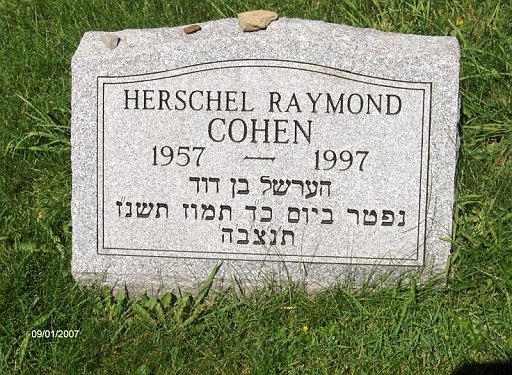 HERSCHEL RAYMOND
COHEN
1957 — 1997
הערשל בן דוד
נפטר ביום כד תמוז תשנז
תנצבה
09/01/2007